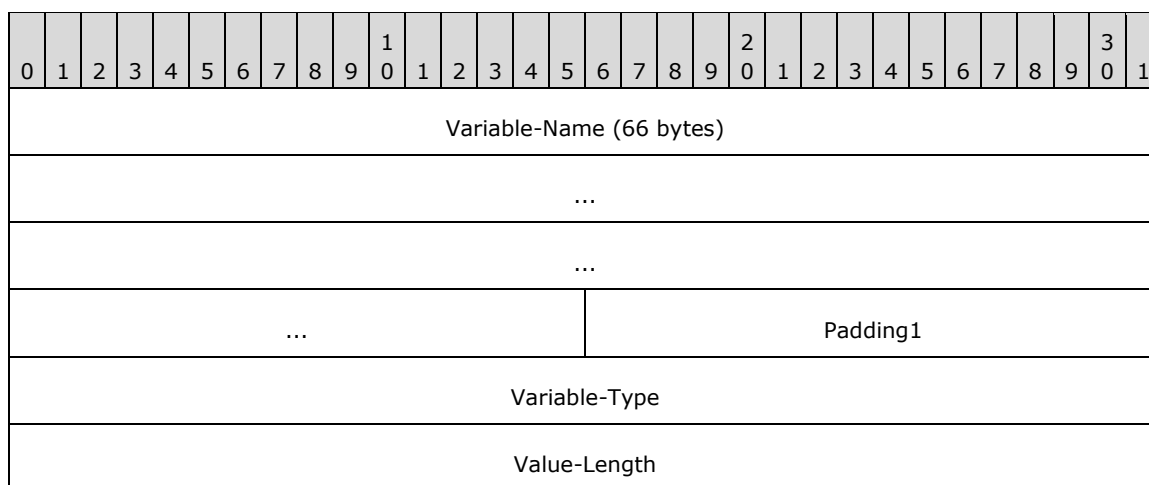 1 2 3
0 1 2 3 4 5 6 7 8 9 0 1 2 3 4 5 6 7 8 9 0 1 2 3 4 5 6 7 8 9 0 1
Variable-Name (66 bytes)
...
...
... Padding1
Variable-Type
Value-Length